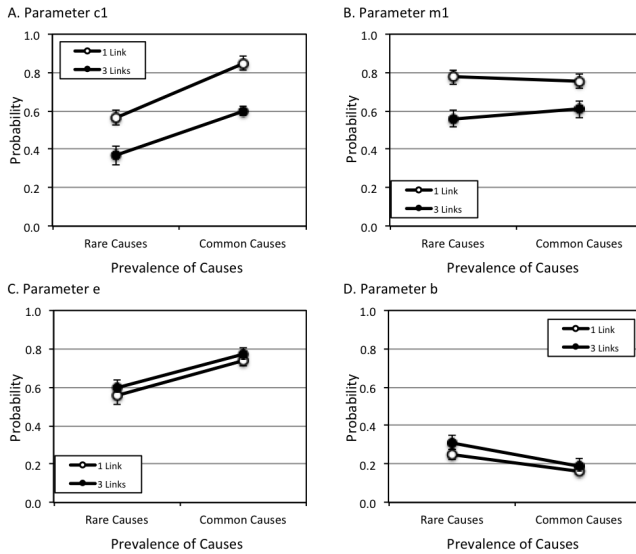 A. Parameter c1
1.0
0.8
0.6
0.4
0.2
0.0
Probability
1 Link
3 Links
Rare Causes
Common Causes
Prevalence of Causes
B. Parameter m1
1.0
0.8
0.6
0.4
0.2
0.0
Probability
1 Link
3 Links
Rare Causes
Common Causes
Prevalence of Causes
C. Parameter e
1.0
0.8
0.6
0.4
0.2
0.0
Probability
1 Link
3 Links
Rare Causes
Common Causes
Prevalence of Causes
D. Parameter b
1.0
0.8
0.6
0.4
0.2
0.0
Probability
1 Link
3 Links
Rare Causes
Common Causes
Prevalence of Causes